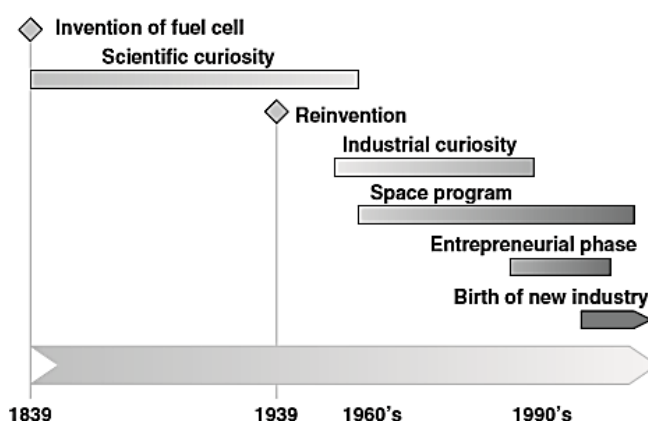 Invention of fuel cell
Scientific curiosity
Reinvention
Industrial curiosity
Space program
Entrepreneurial phase
Birth of new industry
1839 1939 1960's 1990's